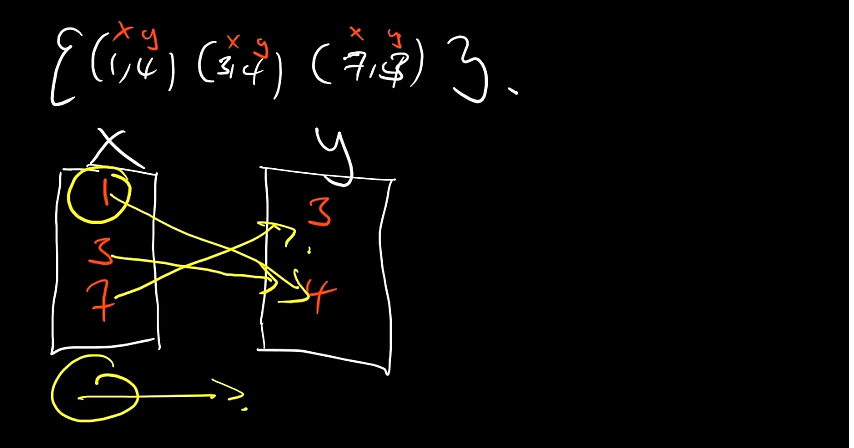 x y x y x y
{(1,4) (3,4) (7,3)}.
x y
1 3
3
7 4